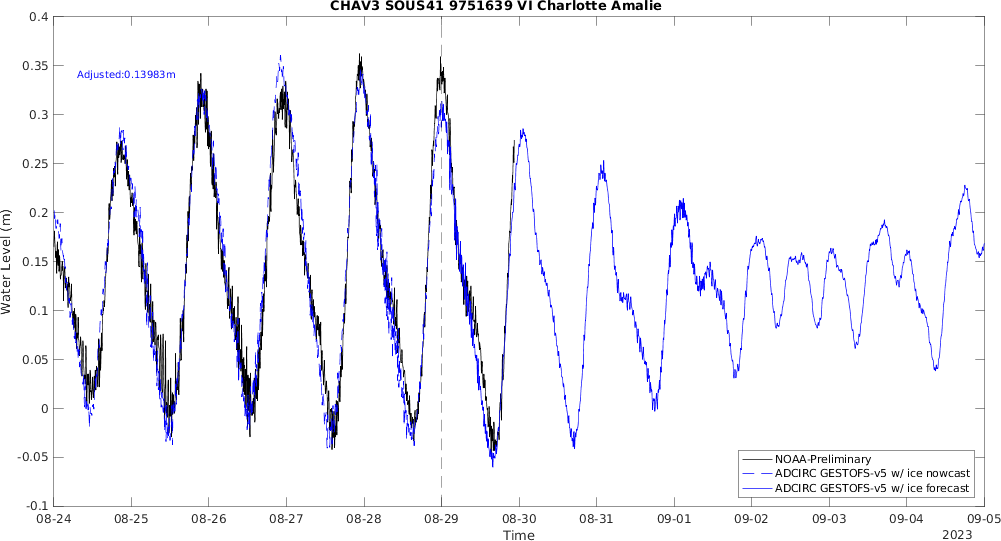 CHAV3 SOUS41 9751639 VI Charlotte Amalie
0.4
0.35
0.3
0.25
0.2
0.15
0.1
0.05
0
-0.05
-0.1
Water Level (m)
Adjusted:0.13983m
NOAA-Preliminary
ADCIRC GESTOFS-v5 w/ ice nowcast
ADCIRC GESTOFS-v5 w/ ice forecast
08-24 08-25 08-26 08-27 08-28 08-29 08-30 08-31 09-01 09-02 09-03 09-04 09-05
Time
2023